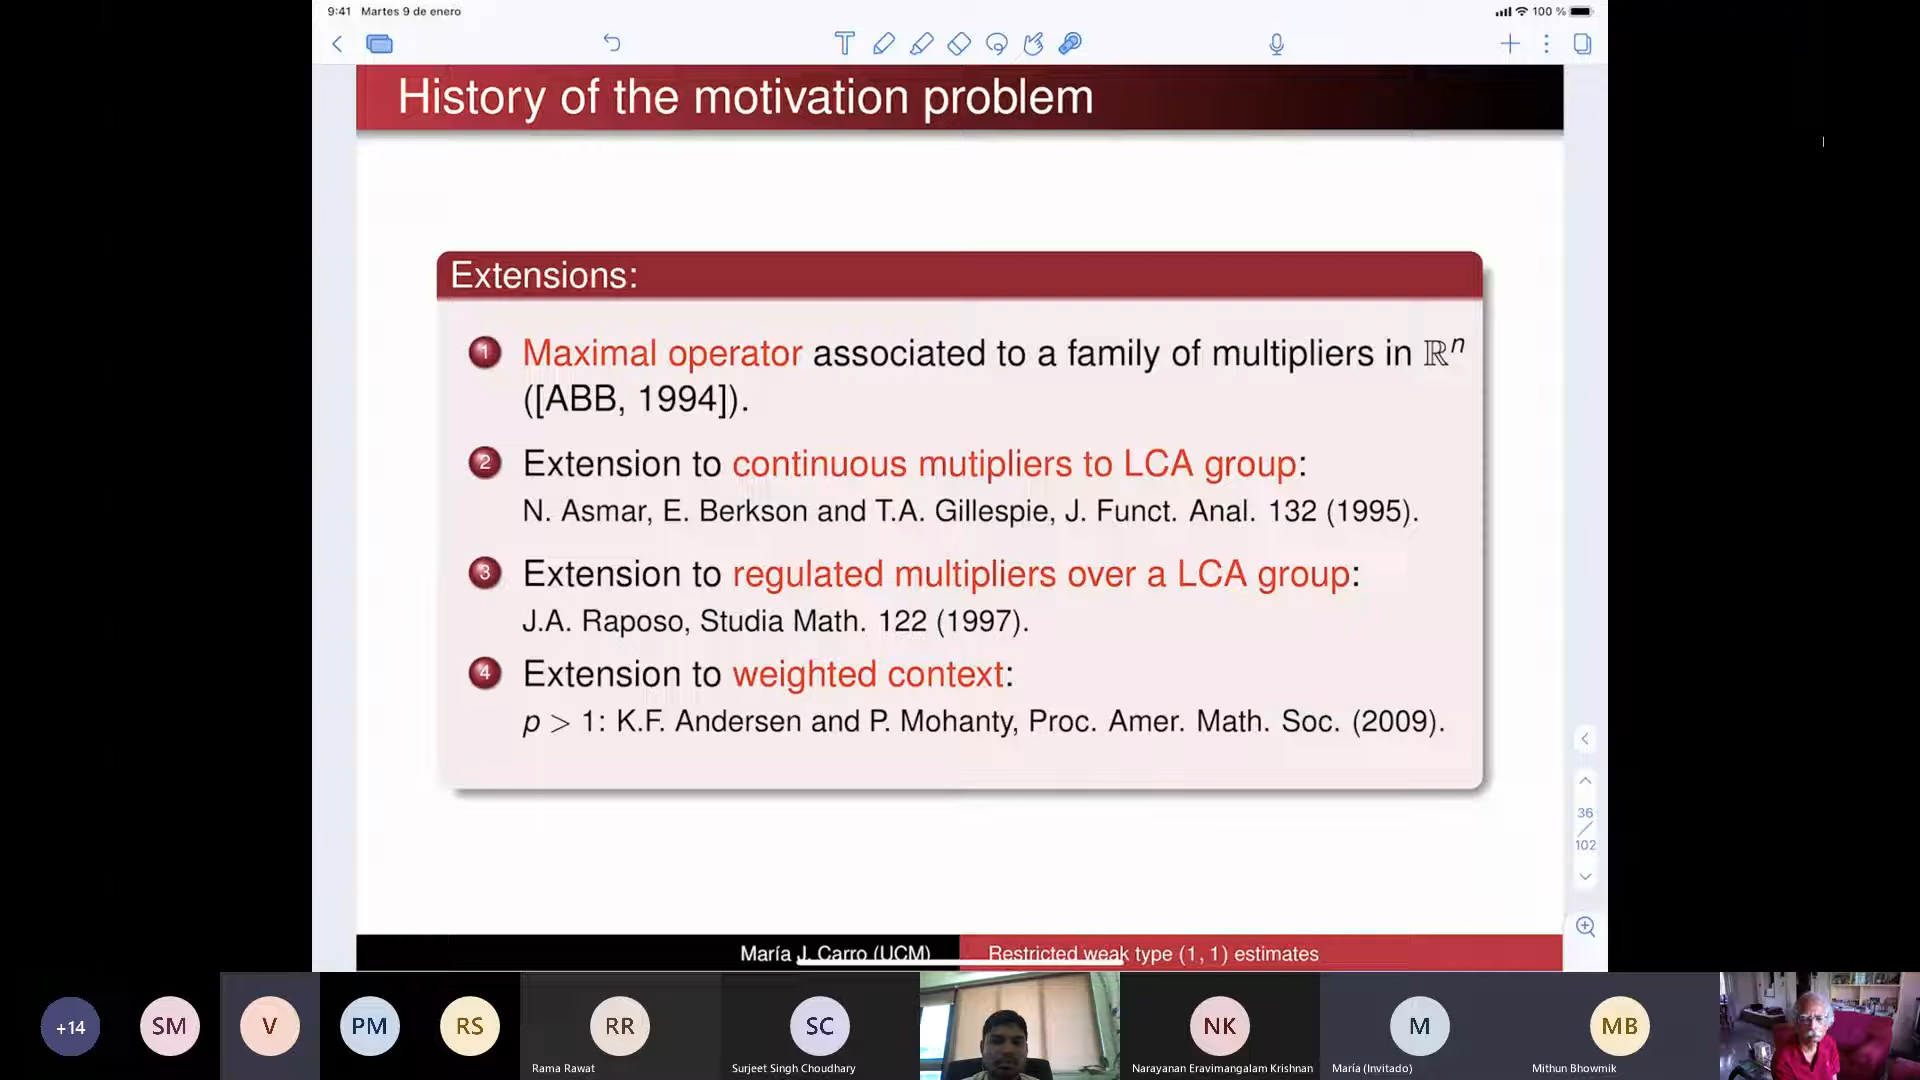 9:41 Martes 9 de enero
100 %
History of the motivation problem
Extensions:
1 Maximal operator associated to a family of multipliers in ℝⁿ
([ABB, 1994]).
2 Extension to continuous mutipliers to LCA group:
N. Asmar, E. Berkson and T.A. Gillespie, J. Funct. Anal. 132 (1995).
3 Extension to regulated multipliers over a LCA group:
J.A. Raposo, Studia Math. 122 (1997).
4 Extension to weighted context:
p > 1: K.F. Andersen and P. Mohanty, Proc. Amer. Math. Soc. (2009).
36
/
102
María J. Carro (UCM) Restricted weak type (1, 1) estimates
+14 SM V PM RS RR SC NK M MB
Rama Rawat Surjeet Singh Choudhary Narayanan Eravimangalam Krishnan María (Invitado) Mithun Bhowmik